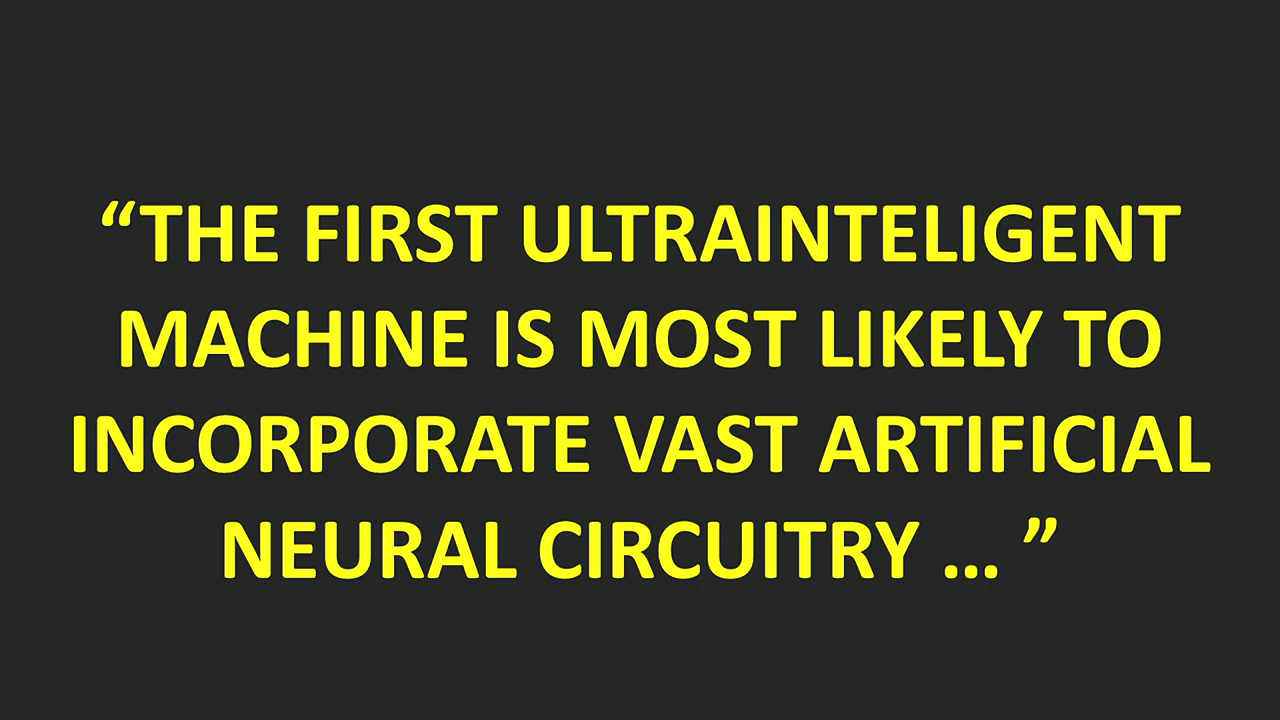 “THE FIRST ULTRAINTELIGENT
MACHINE IS MOST LIKELY TO
INCORPORATE VAST ARTIFICIAL
NEURAL CIRCUITRY … ”